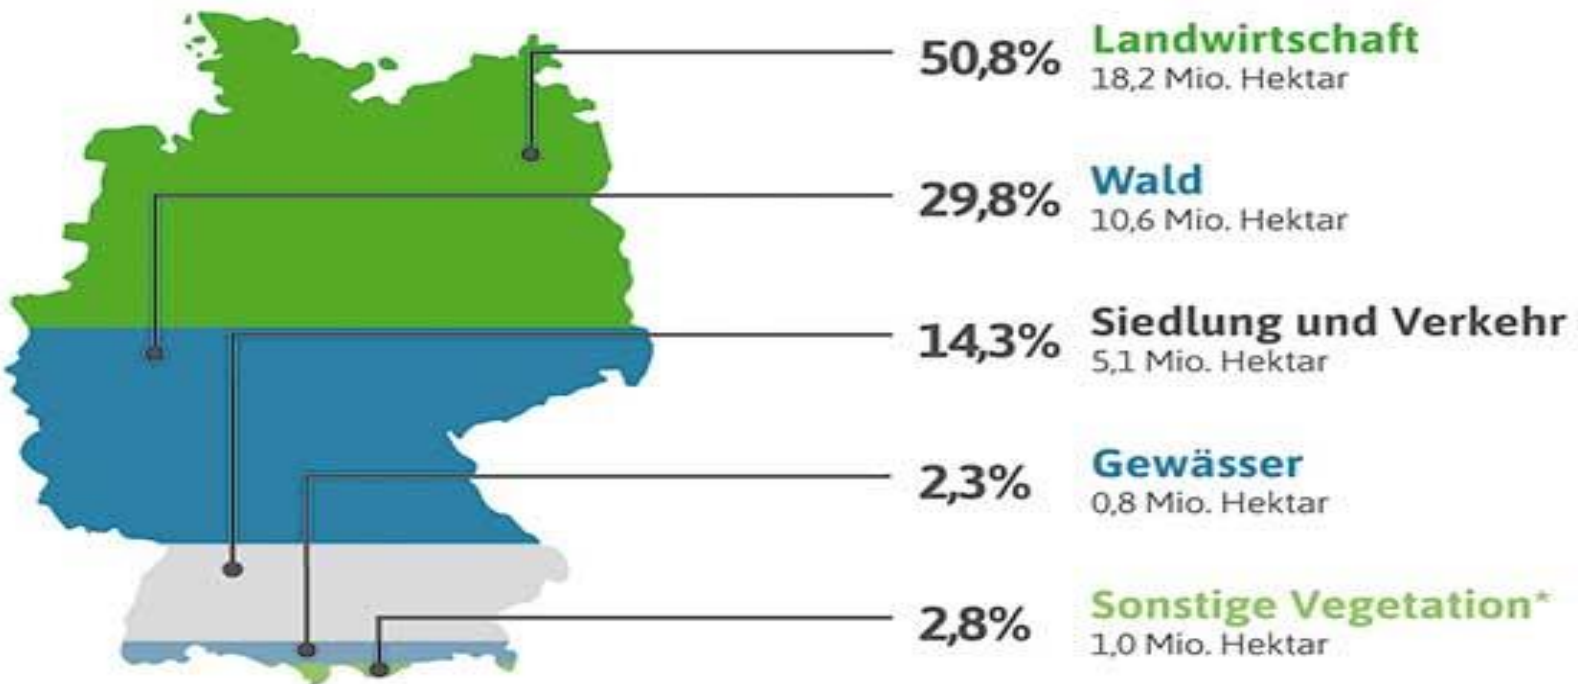 50,8% Landwirtschaft
18,2 Mio. Hektar
29,8% Wald
10,6 Mio. Hektar
14,3% Siedlung und Verkehr
5,1 Mio. Hektar
2,3% Gewässer
0,8 Mio. Hektar
2,8% Sonstige Vegetation*
1,0 Mio. Hektar